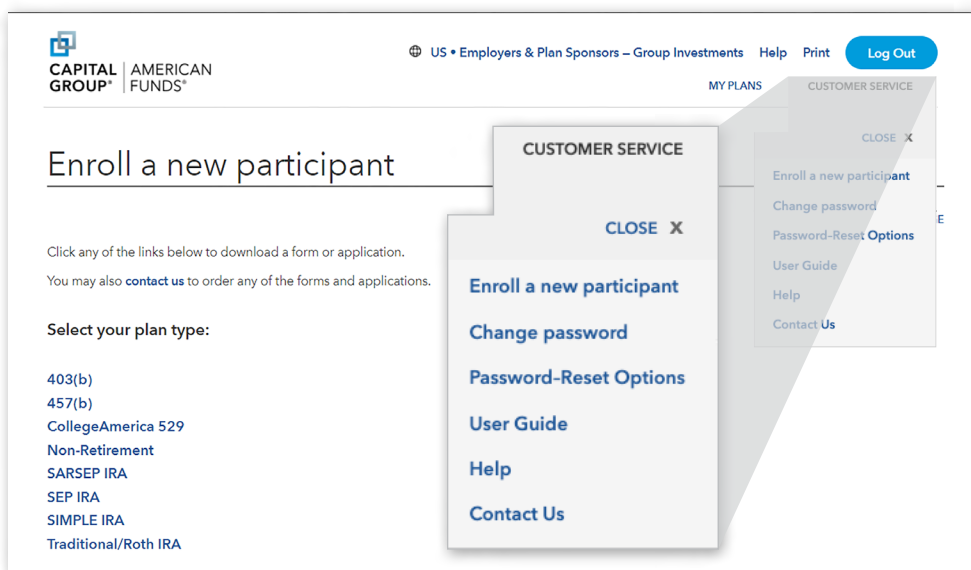 CAPITAL GROUP® | AMERICAN FUNDS®
US • Employers & Plan Sponsors – Group Investments Help Print Log Out
MY PLANS CUSTOMER SERVICE
CLOSE X
Enroll a new participant
Change password
Password-Reset Options
User Guide
Help
Contact Us
Enroll a new participant
Click any of the links below to download a form or application.
You may also contact us to order any of the forms and applications.
Select your plan type:
403(b)
457(b)
CollegeAmerica 529
Non-Retirement
SARSEP IRA
SEP IRA
SIMPLE IRA
Traditional/Roth IRA
CUSTOMER SERVICE
CLOSE X
Enroll a new participant
Change password
Password-Reset Options
User Guide
Help
Contact Us